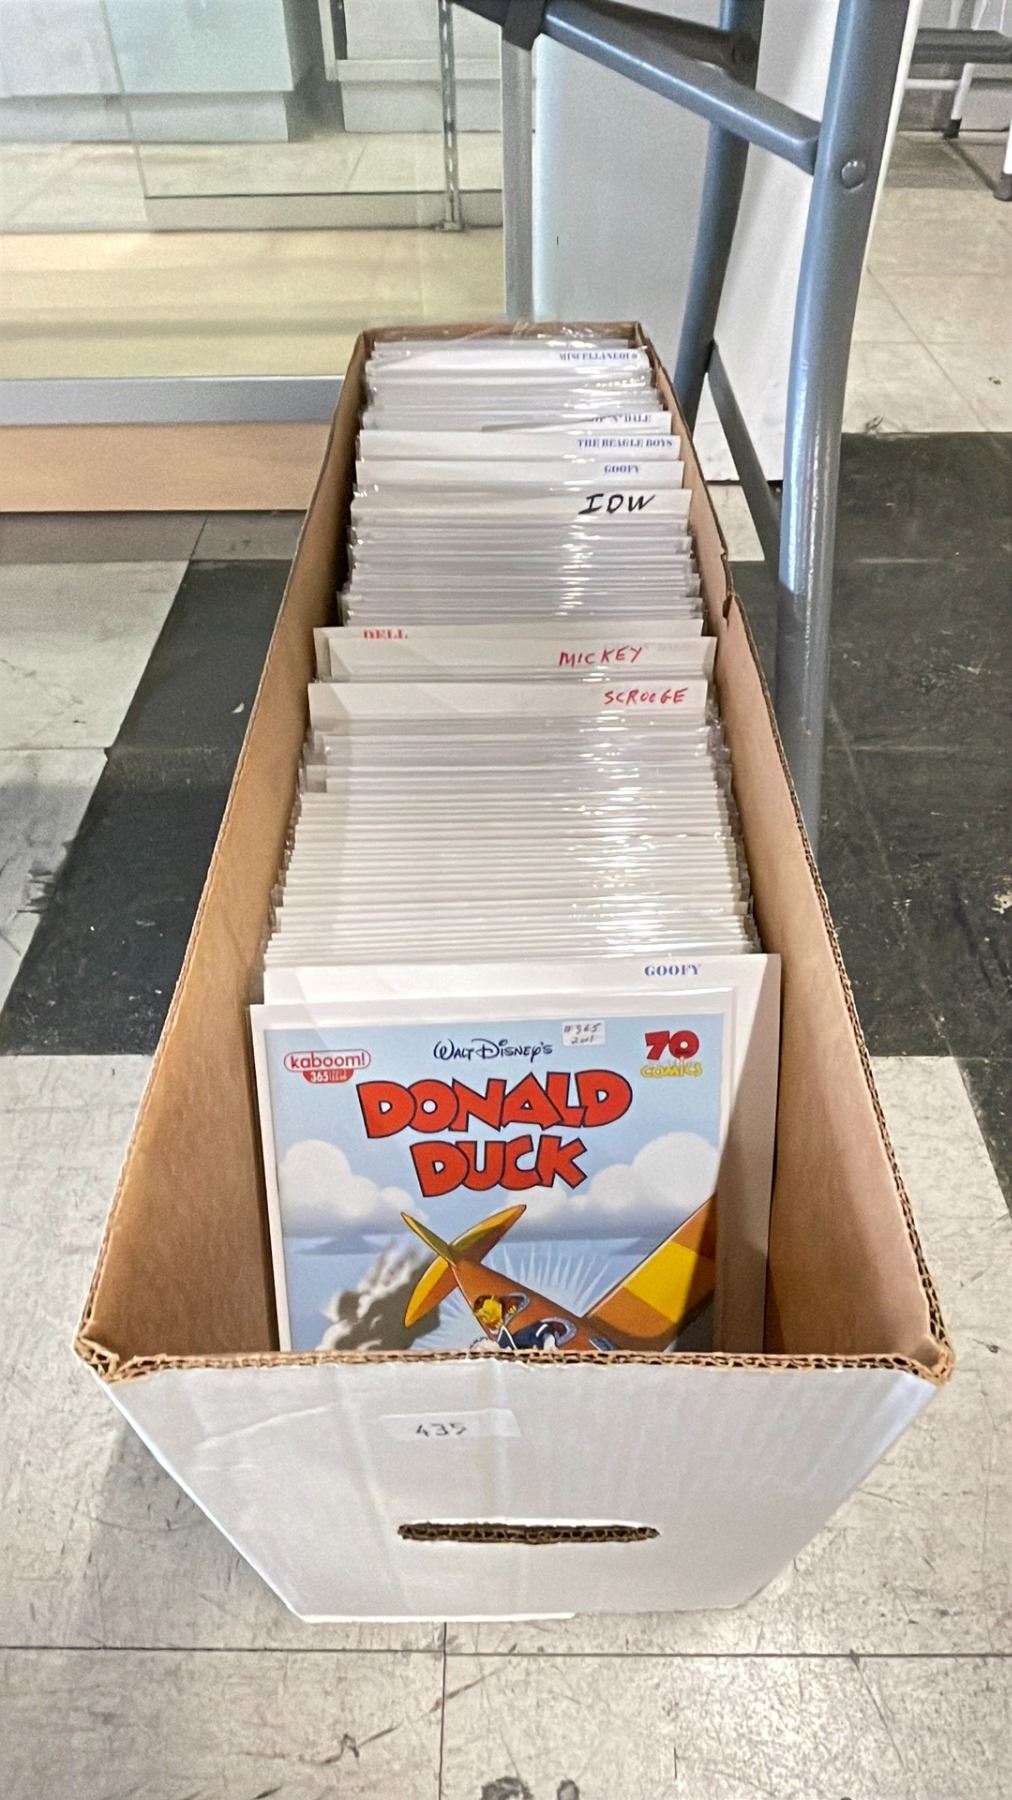 MISCELLANEOUS
'N' DALE
THE BEAGLE BOYS
GOOFY
IDW
DELL
MICKEY
SCROOGE
GOOFY
kaboom!
365
WALT DISNEY'S
#365
70
COMICS
DONALD
DUCK
435